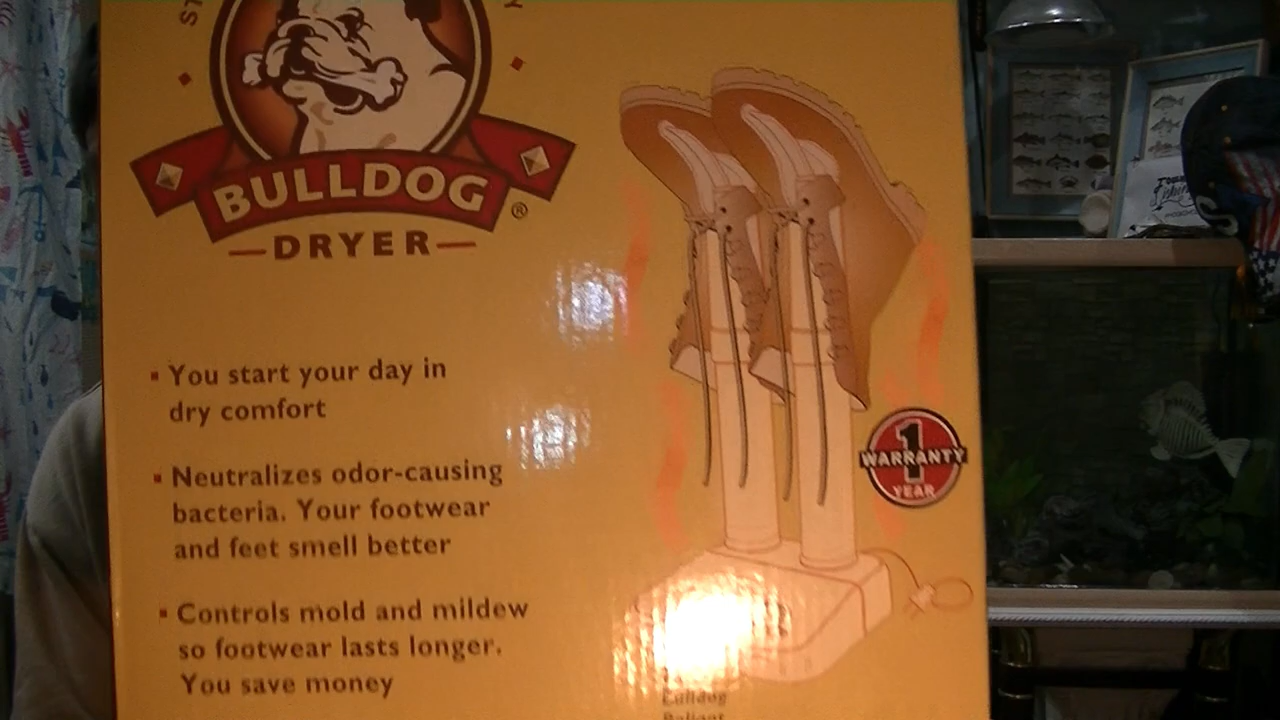 BULLDOG®
DRYER
You start your day in
dry comfort
Neutralizes odor-causing
bacteria. Your footwear
and feet smell better
Controls mold and mildew
so footwear lasts longer.
You save money
1
WARRANTY
YEAR
Bulldog